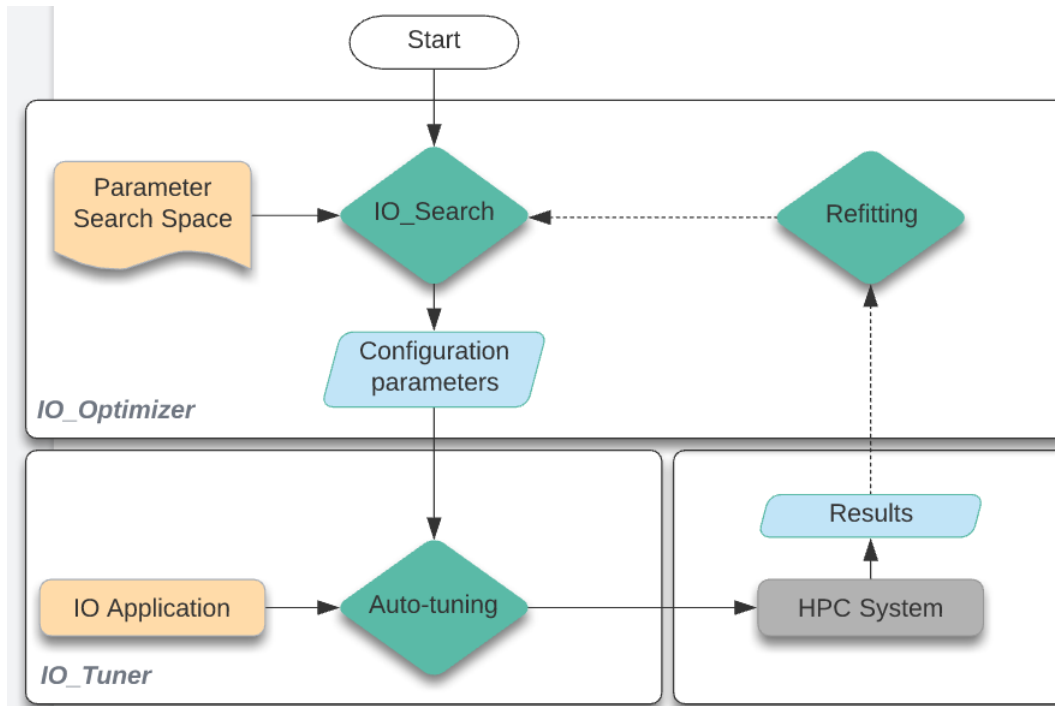 Start
Parameter
Search Space
IO_Search
Refitting
Configuration
parameters
IO_Optimizer
Results
IO Application
Auto-tuning
HPC System
IO_Tuner